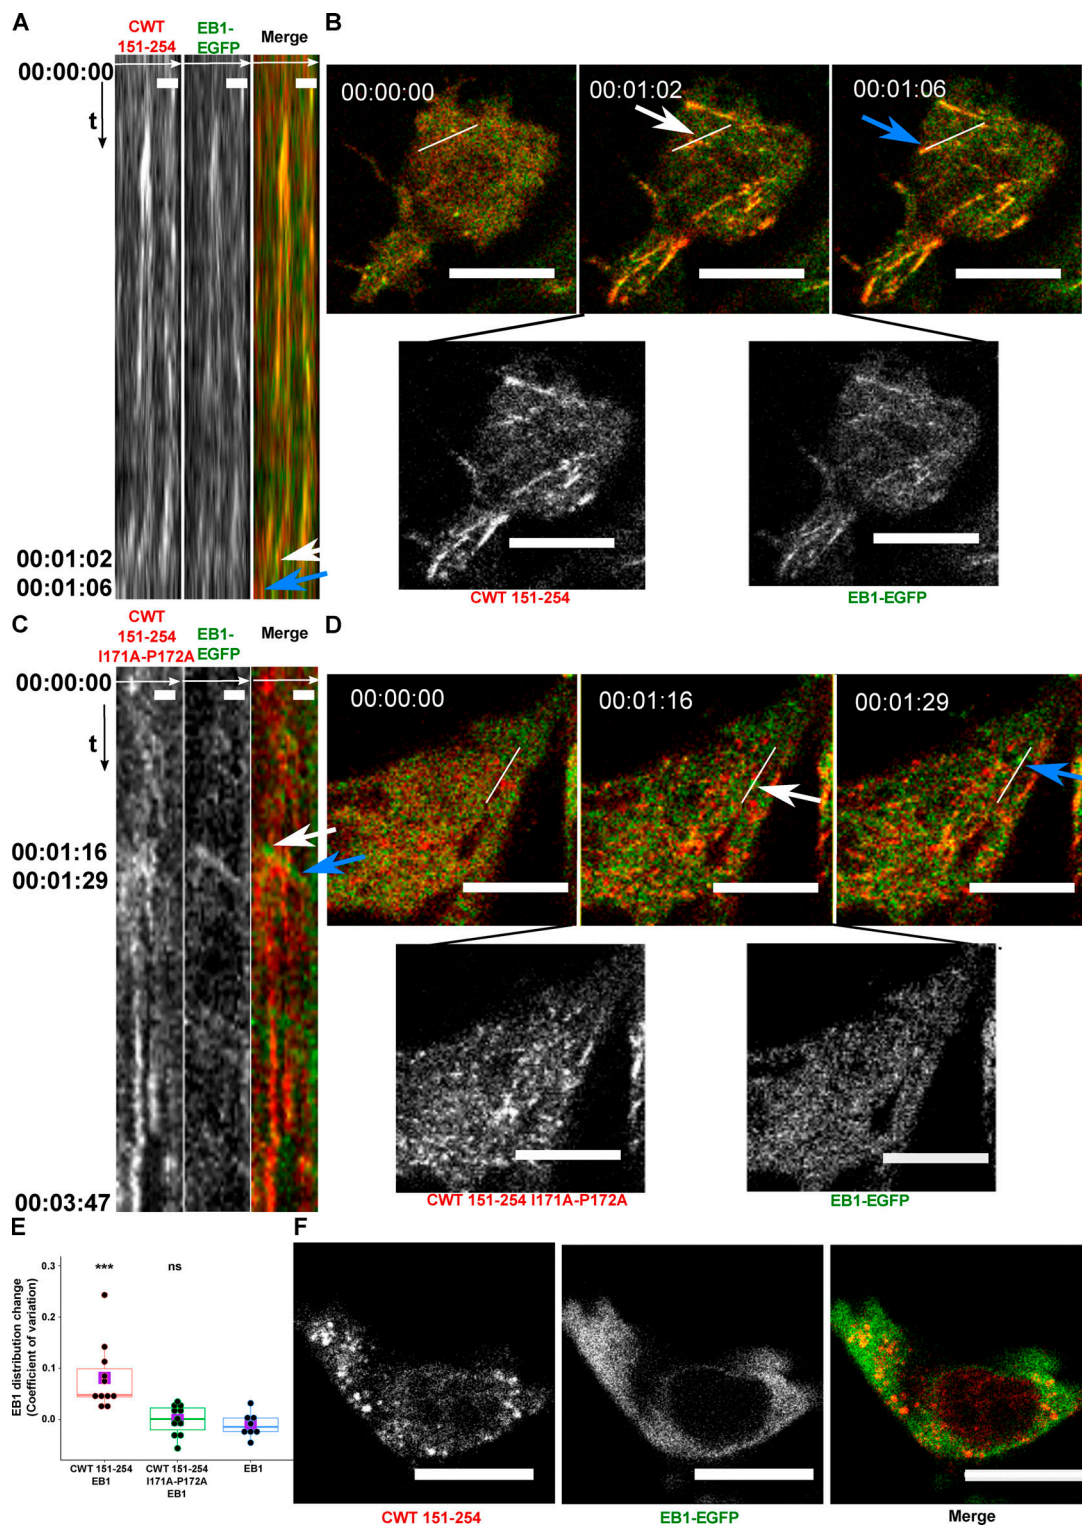 A
CWT
151-254
EB1-
EGFP
Merge
00:00:00
t
00:01:02
00:01:06
B
00:00:00
00:01:02
00:01:06
CWT 151-254
EB1-EGFP
C
CWT
151-254
I171A-P172A
EB1-
EGFP
Merge
00:00:00
t
00:01:16
00:01:29
00:03:47
D
00:00:00
00:01:16
00:01:29
CWT 151-254 I171A-P172A
EB1-EGFP
E
EB1 distribution change
(Coefficient of variation)
0.3
0.2
0.1
0.0
***
ns
CWT 151-254
EB1
CWT 151-254
I171A-P172A
EB1
EB1
F
CWT 151-254
EB1-EGFP
Merge